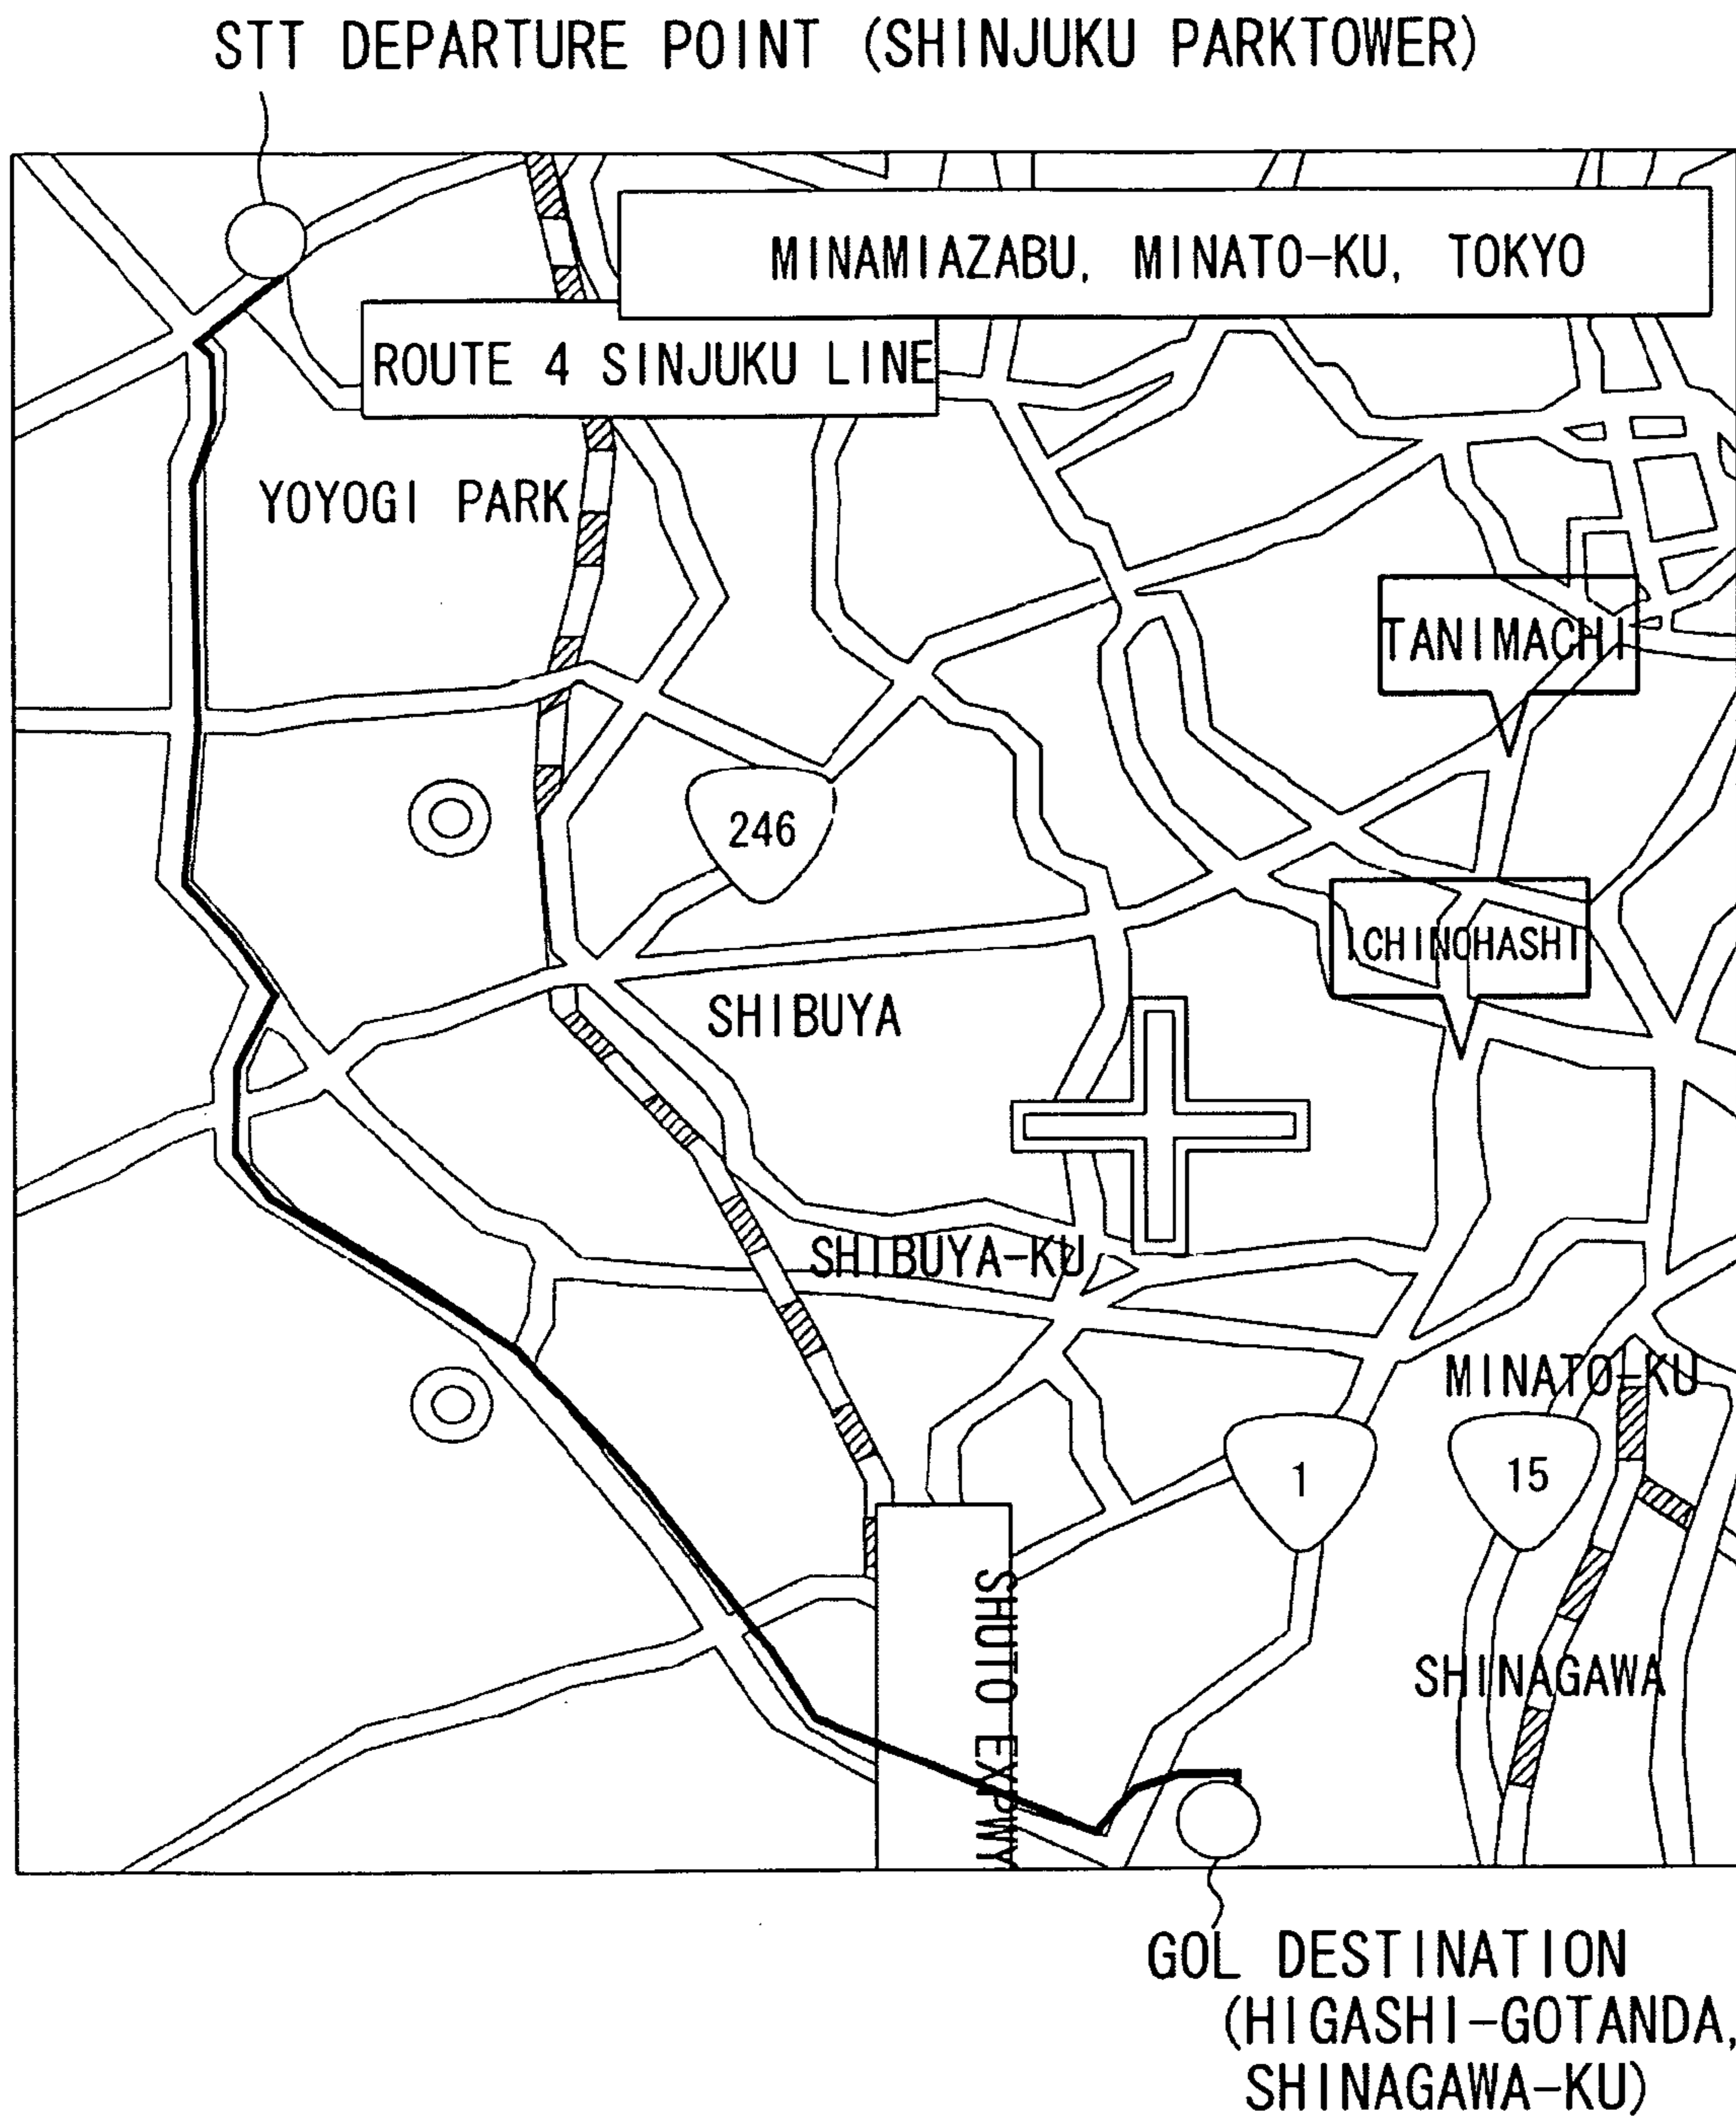 STT DEPARTURE POINT (SHINJUKU PARKTOWER)
MINAMIAZABU, MINATO-KU, TOKYO
ROUTE 4 SINJUKU LINE
YOYOGI PARK
TANIMACHI
246
ICHINOHASHI
SHIBUYA
SHIBUYA-KU
MINATO-KU
1
15
SHUTO EXPWY
SHINAGAWA
GOL DESTINATION
(HIGASHI-GOTANDA,
SHINAGAWA-KU)